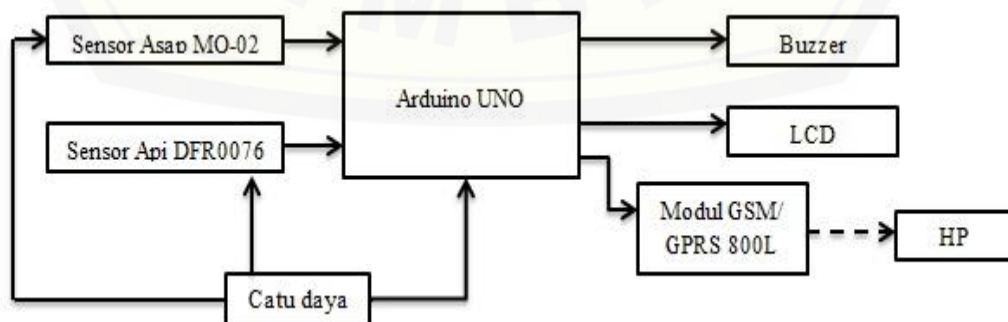 Sensor Asap MQ-02
Arduino UNO
Buzzer
Sensor Api DFR0076
LCD
Modul GSM/
GPRS 800L
HP
Catu daya